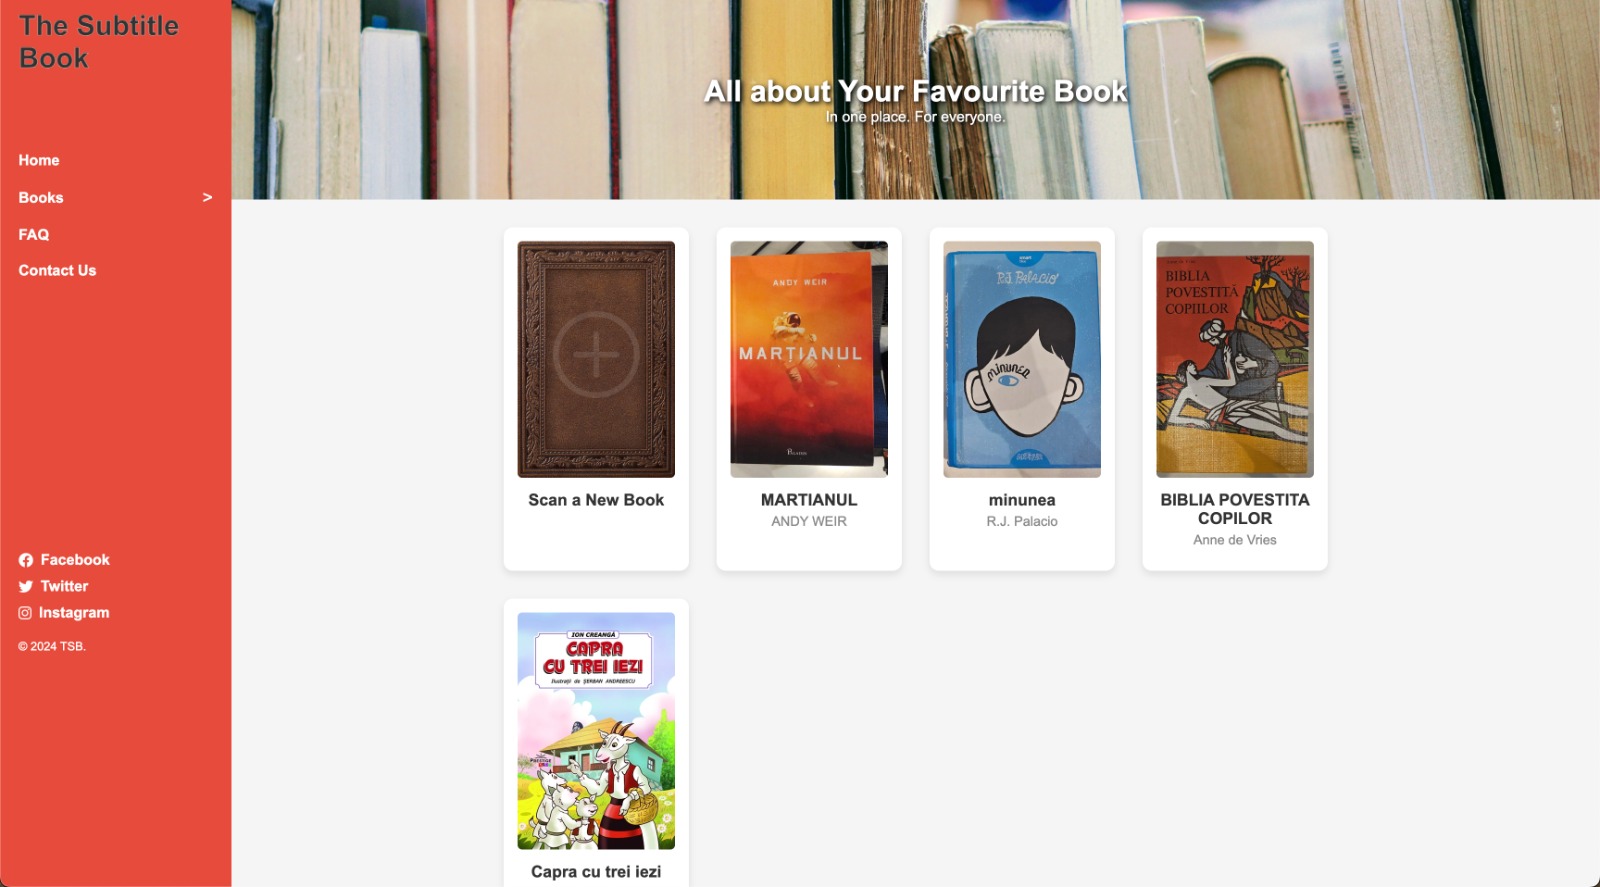 The Subtitle
Book
Home
Books >
FAQ
Contact Us
Facebook
Twitter
Instagram
© 2024 TSB.
All about Your Favourite Book
In one place. For everyone.
Scan a New Book
ANDY WEIR
MARTIANUL
MARTIANUL
ANDY WEIR
R.J. PALACIO
minunea
minunea
R.J. Palacio
BIBLIA
POVESTITĂ
COPIILOR
BIBLIA POVESTITA
COPILOR
Anne de Vries
ION CREANGĂ
CAPRA
CU TREI IEZI
Ilustrații de ȘERBAN ANDREESCU
Capra cu trei iezi